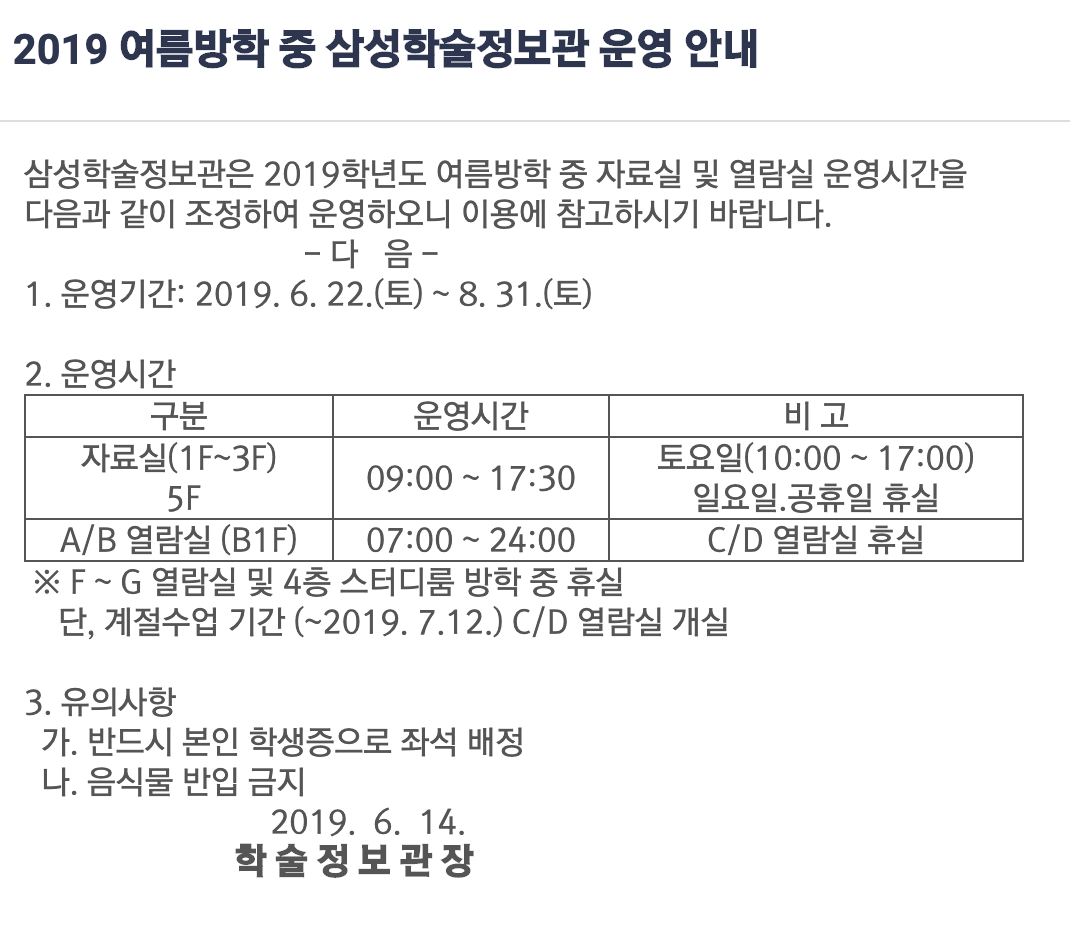 2019 여름방학 중 삼성학술정보관 운영 안내
삼성학술정보관은 2019학년도 여름방학 중 자료실 및 열람실 운영시간을
다음과 같이 조정하여 운영하오니 이용에 참고하시기 바랍니다.
– 다 음 –
1. 운영기간: 2019. 6. 22.(토) ~ 8. 31.(토)
2. 운영시간
구분 운영시간 비 고
자료실(1F~3F)
5F
09:00 ~ 17:30
토요일(10:00 ~ 17:00)
일요일.공휴일 휴실
A/B 열람실 (B1F) 07:00 ~ 24:00 C/D 열람실 휴실
※ F ~ G 열람실 및 4층 스터디룸 방학 중 휴실
단, 계절수업 기간 (~2019. 7.12.) C/D 열람실 개실
3. 유의사항
가. 반드시 본인 학생증으로 좌석 배정
나. 음식물 반입 금지
2019. 6. 14.
학 술 정 보 관 장